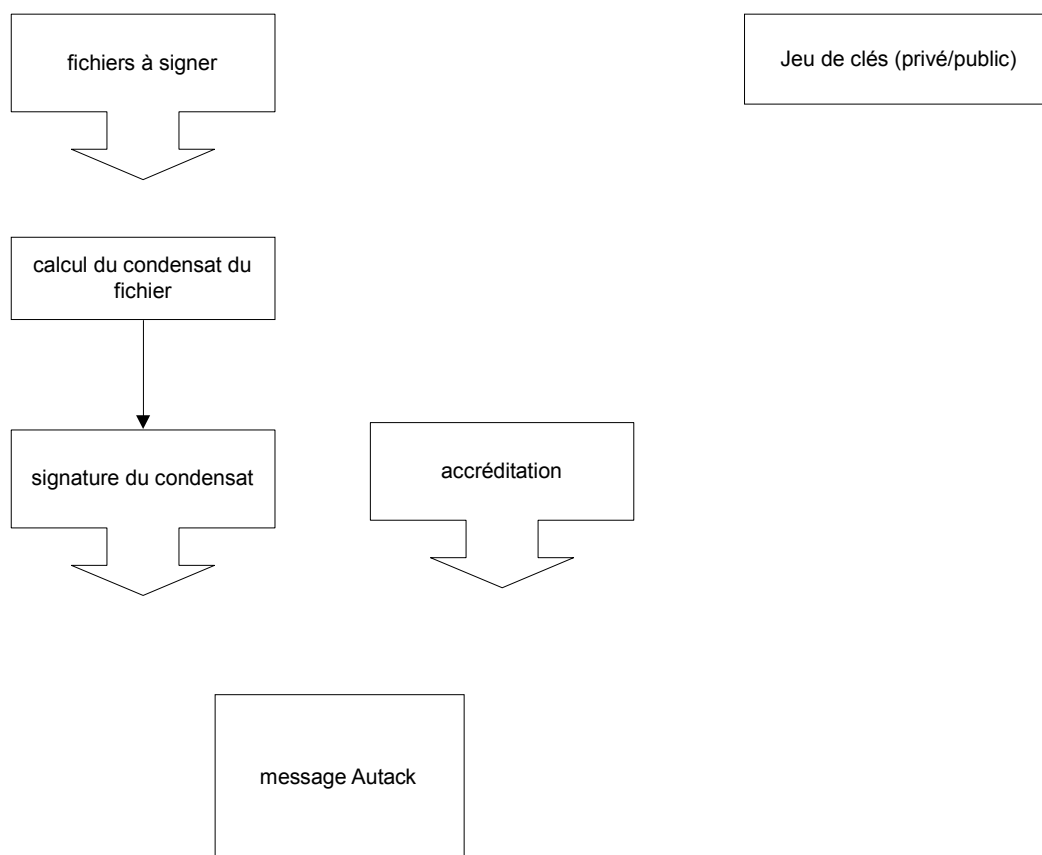 fichiers à signer
Jeu de clés (privé/public)
calcul du condensat du
fichier
signature du condensat
accréditation
message Autack